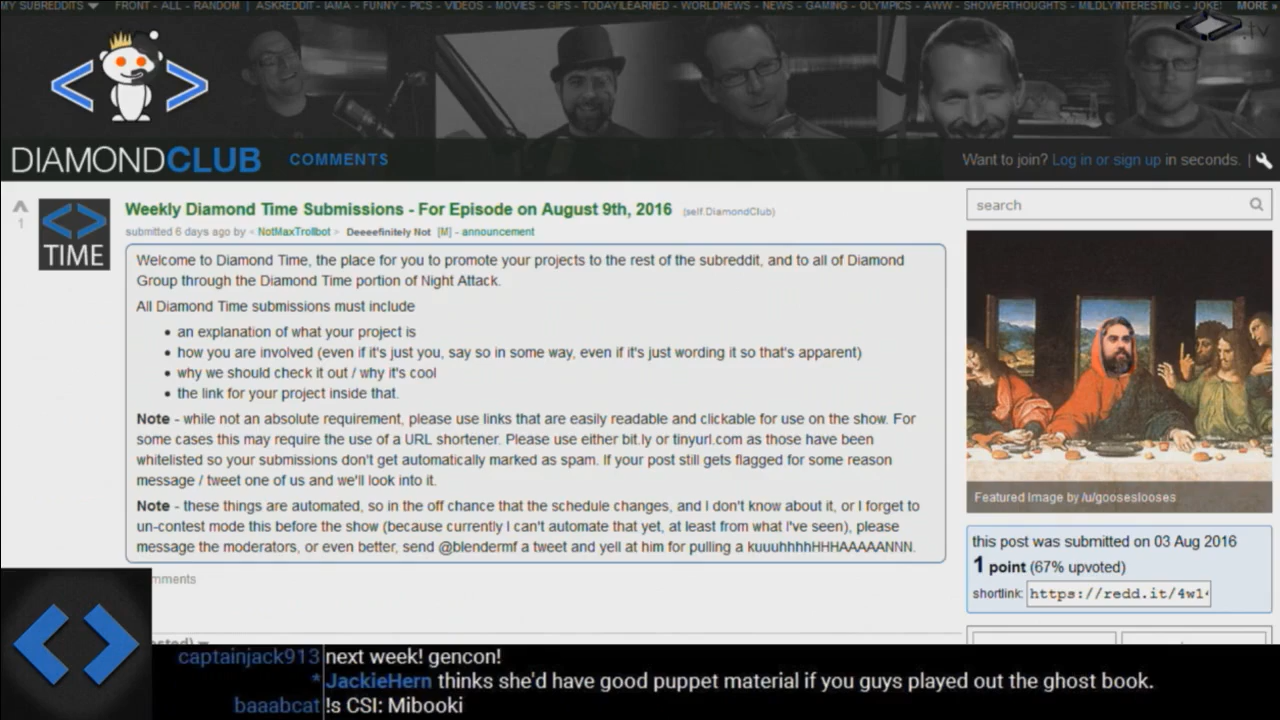 MY SUBREDDITS FRONT - ALL - RANDOM | ASKREDDIT - IAMA - FUNNY - PICS - VIDEOS - MOVIES - GIFS - TODAYILEARNED - WORLDNEWS - NEWS - GAMING - OLYMPICS - AWW - SHOWERTHOUGHTS - MILDLYINTERESTING - JOKE MORE »
.tv
DIAMONDCLUB COMMENTS
Want to join? Log in or sign up in seconds. |
1
TIME
Weekly Diamond Time Submissions - For Episode on August 9th, 2016 (self.DiamondClub)
submitted 6 days ago by < NotMaxTrollbot > Deeeefinitely Not [M] - announcement
Welcome to Diamond Time, the place for you to promote your projects to the rest of the subreddit, and to all of Diamond
Group through the Diamond Time portion of Night Attack.
All Diamond Time submissions must include
• an explanation of what your project is
• how you are involved (even if it's just you, say so in some way, even if it's just wording it so that's apparent)
• why we should check it out / why it's cool
• the link for your project inside that.
Note - while not an absolute requirement, please use links that are easily readable and clickable for use on the show. For
some cases this may require the use of a URL shortener. Please use either bit.ly or tinyurl.com as those have been
whitelisted so your submissions don't get automatically marked as spam. If your post still gets flagged for some reason
message / tweet one of us and we'll look into it.
Note - these things are automated, so in the off chance that the schedule changes, and I don't know about it, or I forget to
un-contest mode this before the show (because currently I can't automate that yet, at least from what I've seen), please
message the moderators, or even better, send @blendermf a tweet and yell at him for pulling a kuuuhhhhHHHAAAAANNN.
mments
search
Featured Image by /u/gooseslooses
this post was submitted on 03 Aug 2016
1 point (67% upvoted)
shortlink: https://redd.it/4w1
captainjack913 next week! gencon!
* JackieHern thinks she'd have good puppet material if you guys played out the ghost book.
baaabcat !s CSI: Mibooki